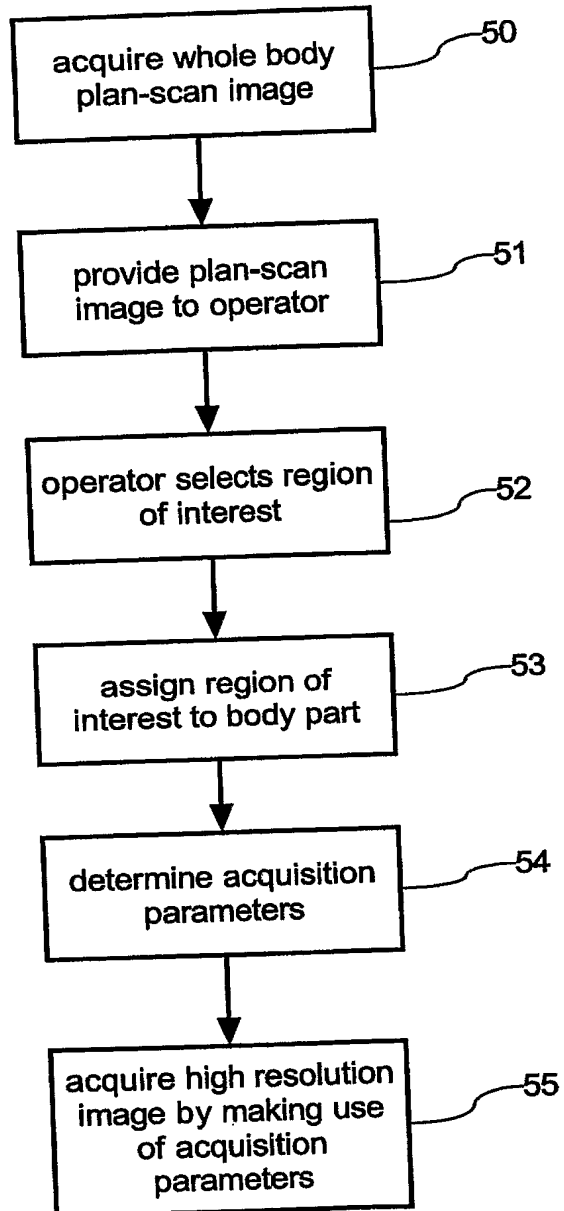 acquire whole body
plan-scan image
50
provide plan-scan
image to operator
51
operator selects region
of interest
52
assign region of
interest to body part
53
determine acquisition
parameters
54
acquire high resolution
image by making use
of acquisition
parameters
55